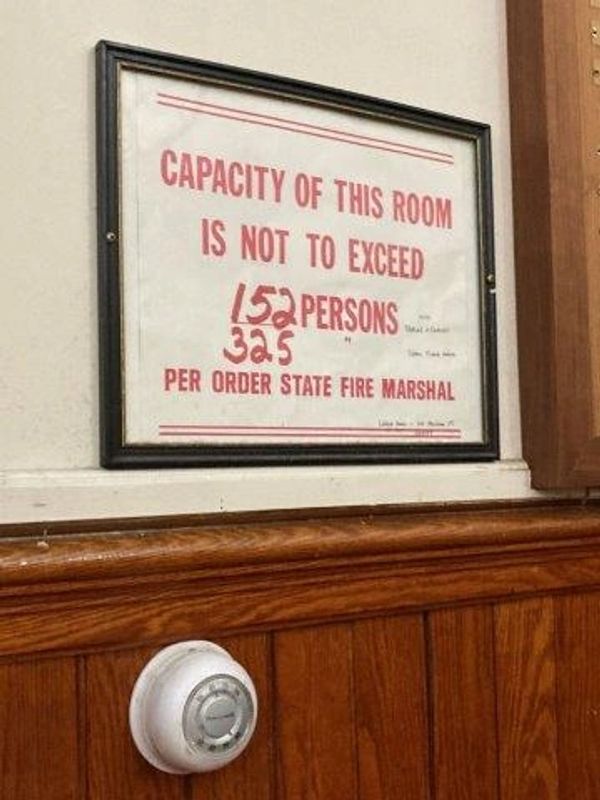 CAPACITY OF THIS ROOM
IS NOT TO EXCEED
152 PERSONS
325
PER ORDER STATE FIRE MARSHAL